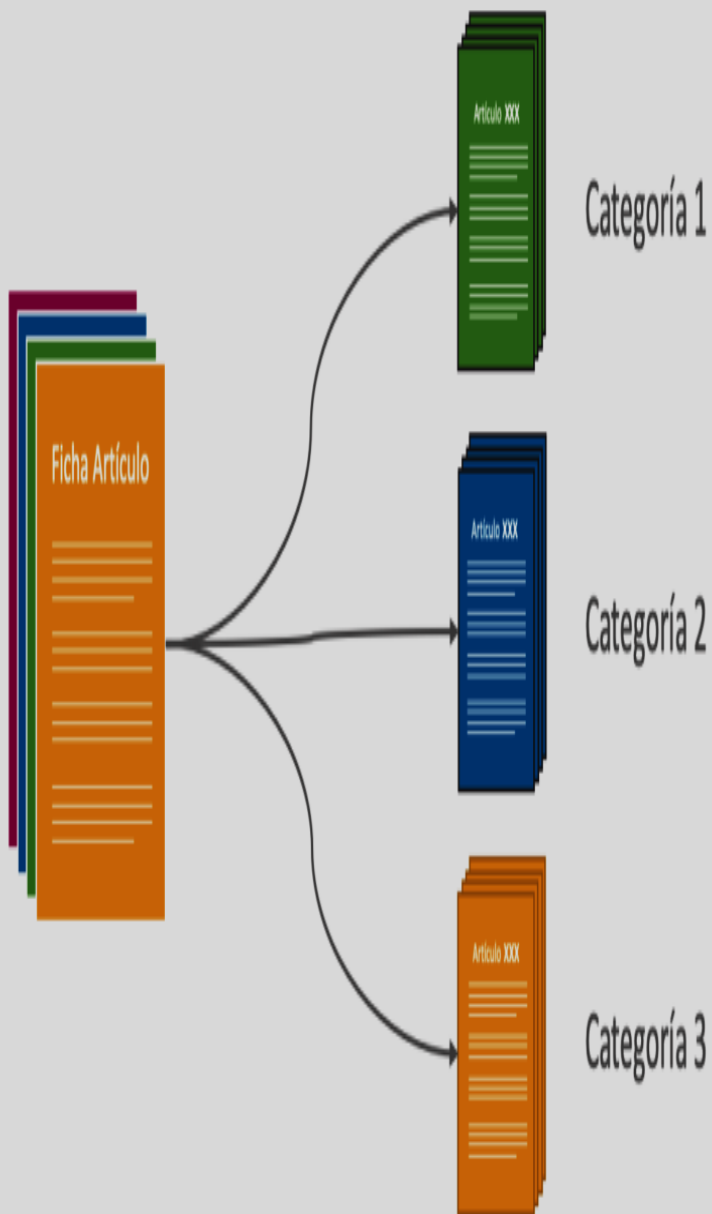 Artículo XXX
Categoría 1
Ficha Artículo
Artículo XXX
Categoría 2
Artículo XXX
Categoría 3